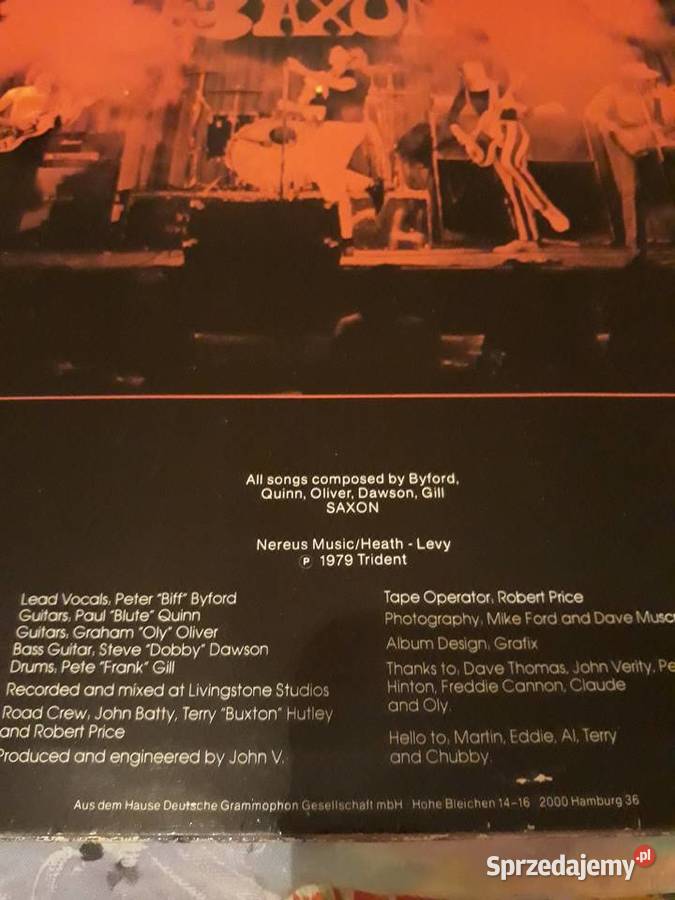 SAXON
All songs composed by Byford,
Quinn, Oliver, Dawson, Gill
SAXON
Nereus Music/Heath - Levy
Ⓟ 1979 Trident
Lead Vocals, Peter "Biff" Byford
Guitars, Paul "Blute" Quinn
Guitars, Graham "Oly" Oliver
Bass Guitar, Steve "Dobby" Dawson
Drums, Pete "Frank" Gill
Recorded and mixed at Livingstone Studios
Road Crew, John Batty, Terry "Buxton" Hutley
and Robert Price
Produced and engineered by John V.
Tape Operator, Robert Price
Photography, Mike Ford and Dave
Album Design, Grafix
Thanks to, Dave Thomas, John Verity,
Hinton, Freddie Cannon, Claude
and Oly.
Hello to, Martin, Eddie, Al, Terry
and Chubby.
Aus dem Hause Deutsche Grammophon Gesellschaft mbH · Hohe Bleichen 14-16 2000 Hamburg 36
Sprzedajemy.pl